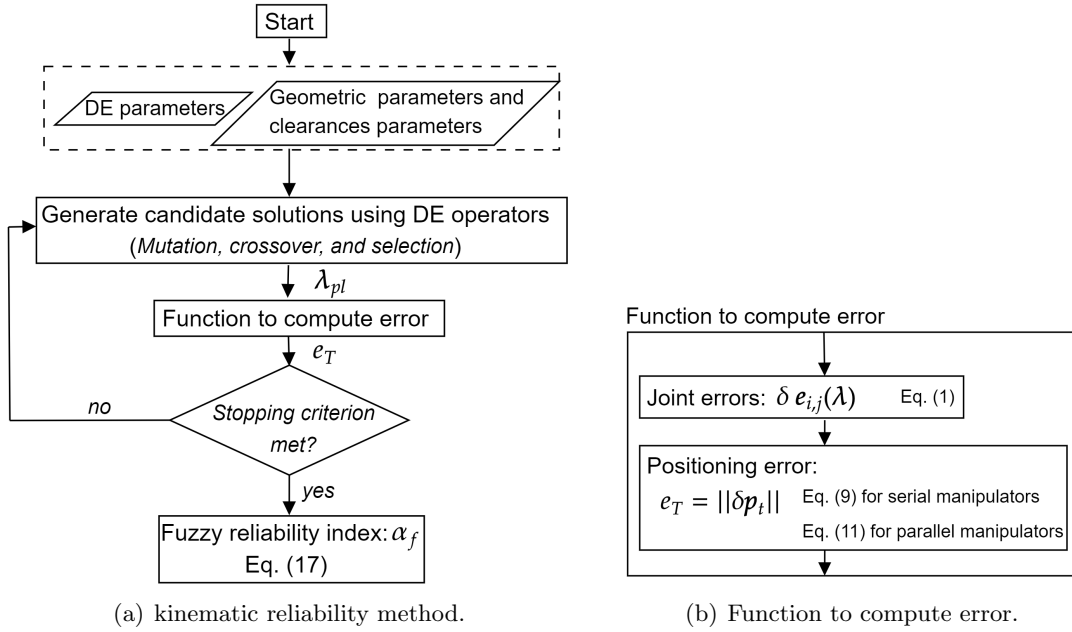 Start
DE parameters
Geometric parameters and
clearances parameters
Generate candidate solutions using DE operators
(Mutation, crossover, and selection)
λ_{pl}
Function to compute error
e_T
no
Stopping criterion
met?
yes
Fuzzy reliability index: α_f
Eq. (17)
(a) kinematic reliability method.
Function to compute error
Joint errors: δ e_{i,j}(λ) Eq. (1)
Positioning error:
e_T = ||δp_t|| Eq. (9) for serial manipulators
Eq. (11) for parallel manipulators
(b) Function to compute error.